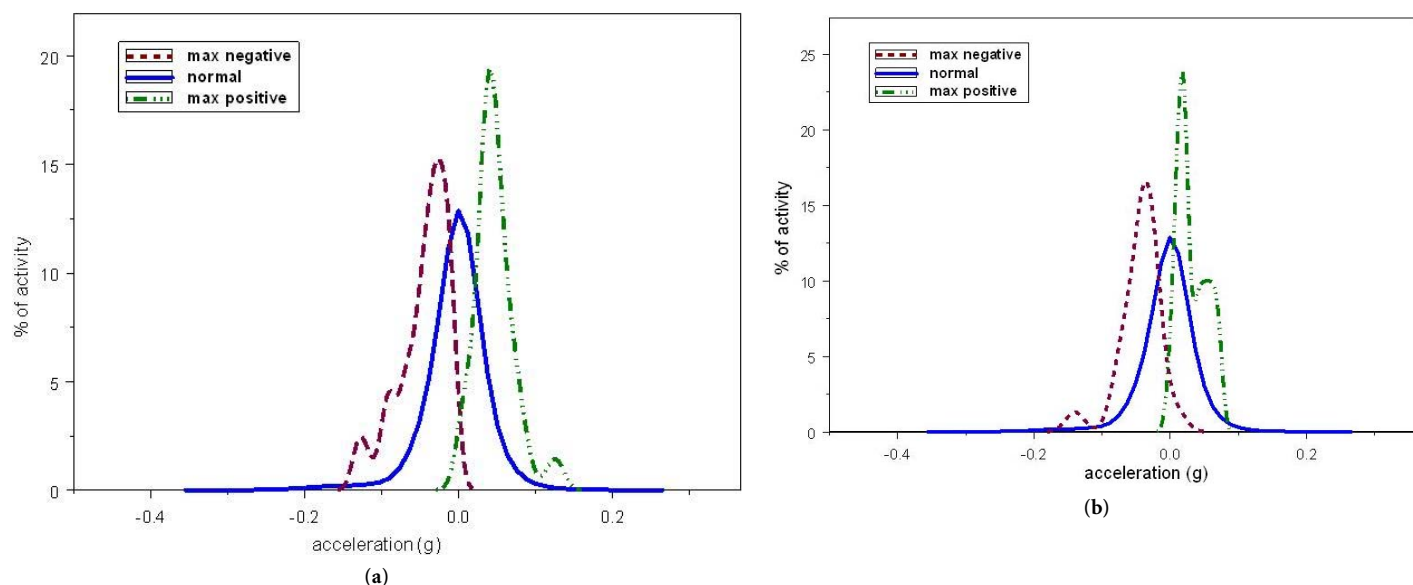 max negative
normal
max positive
20
15
10
5
0
% of activity
-0.4
-0.2
0.0
0.2
acceleration (g)
(a)
max negative
normal
max positive
25
20
15
10
5
0
% of activity
-0.4
-0.2
0.0
0.2
acceleration (g)
(b)